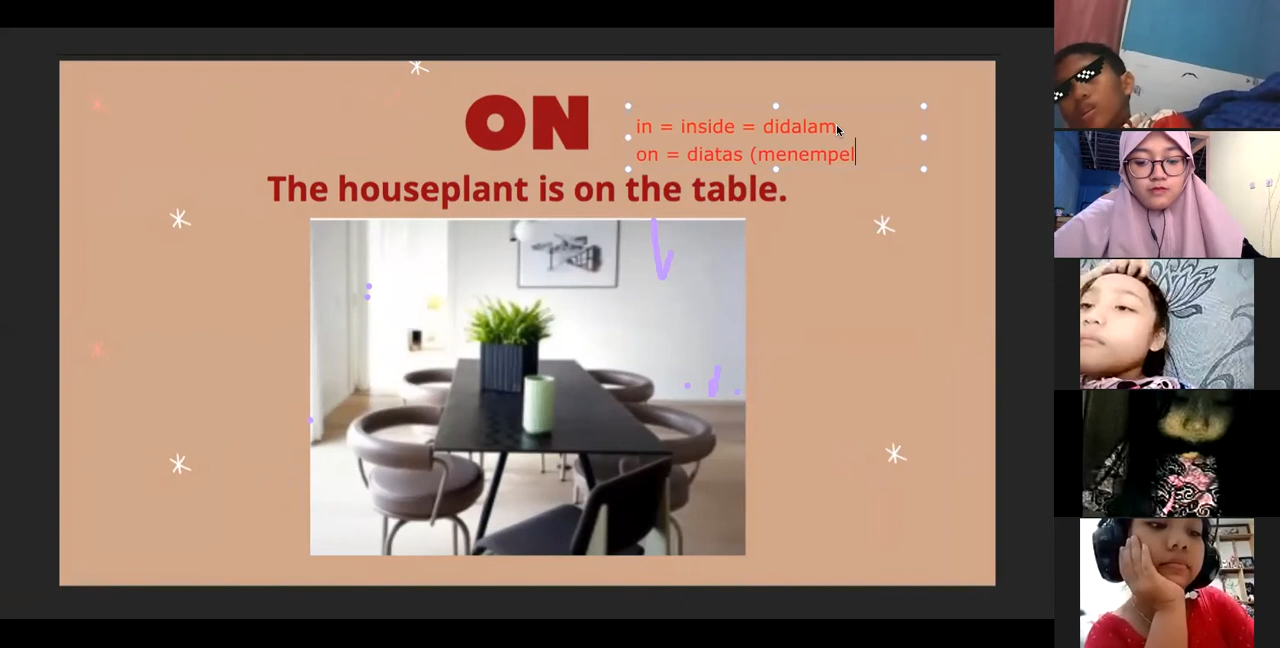 ON
in = inside = didalam
on = diatas (menempel
The houseplant is on the table.